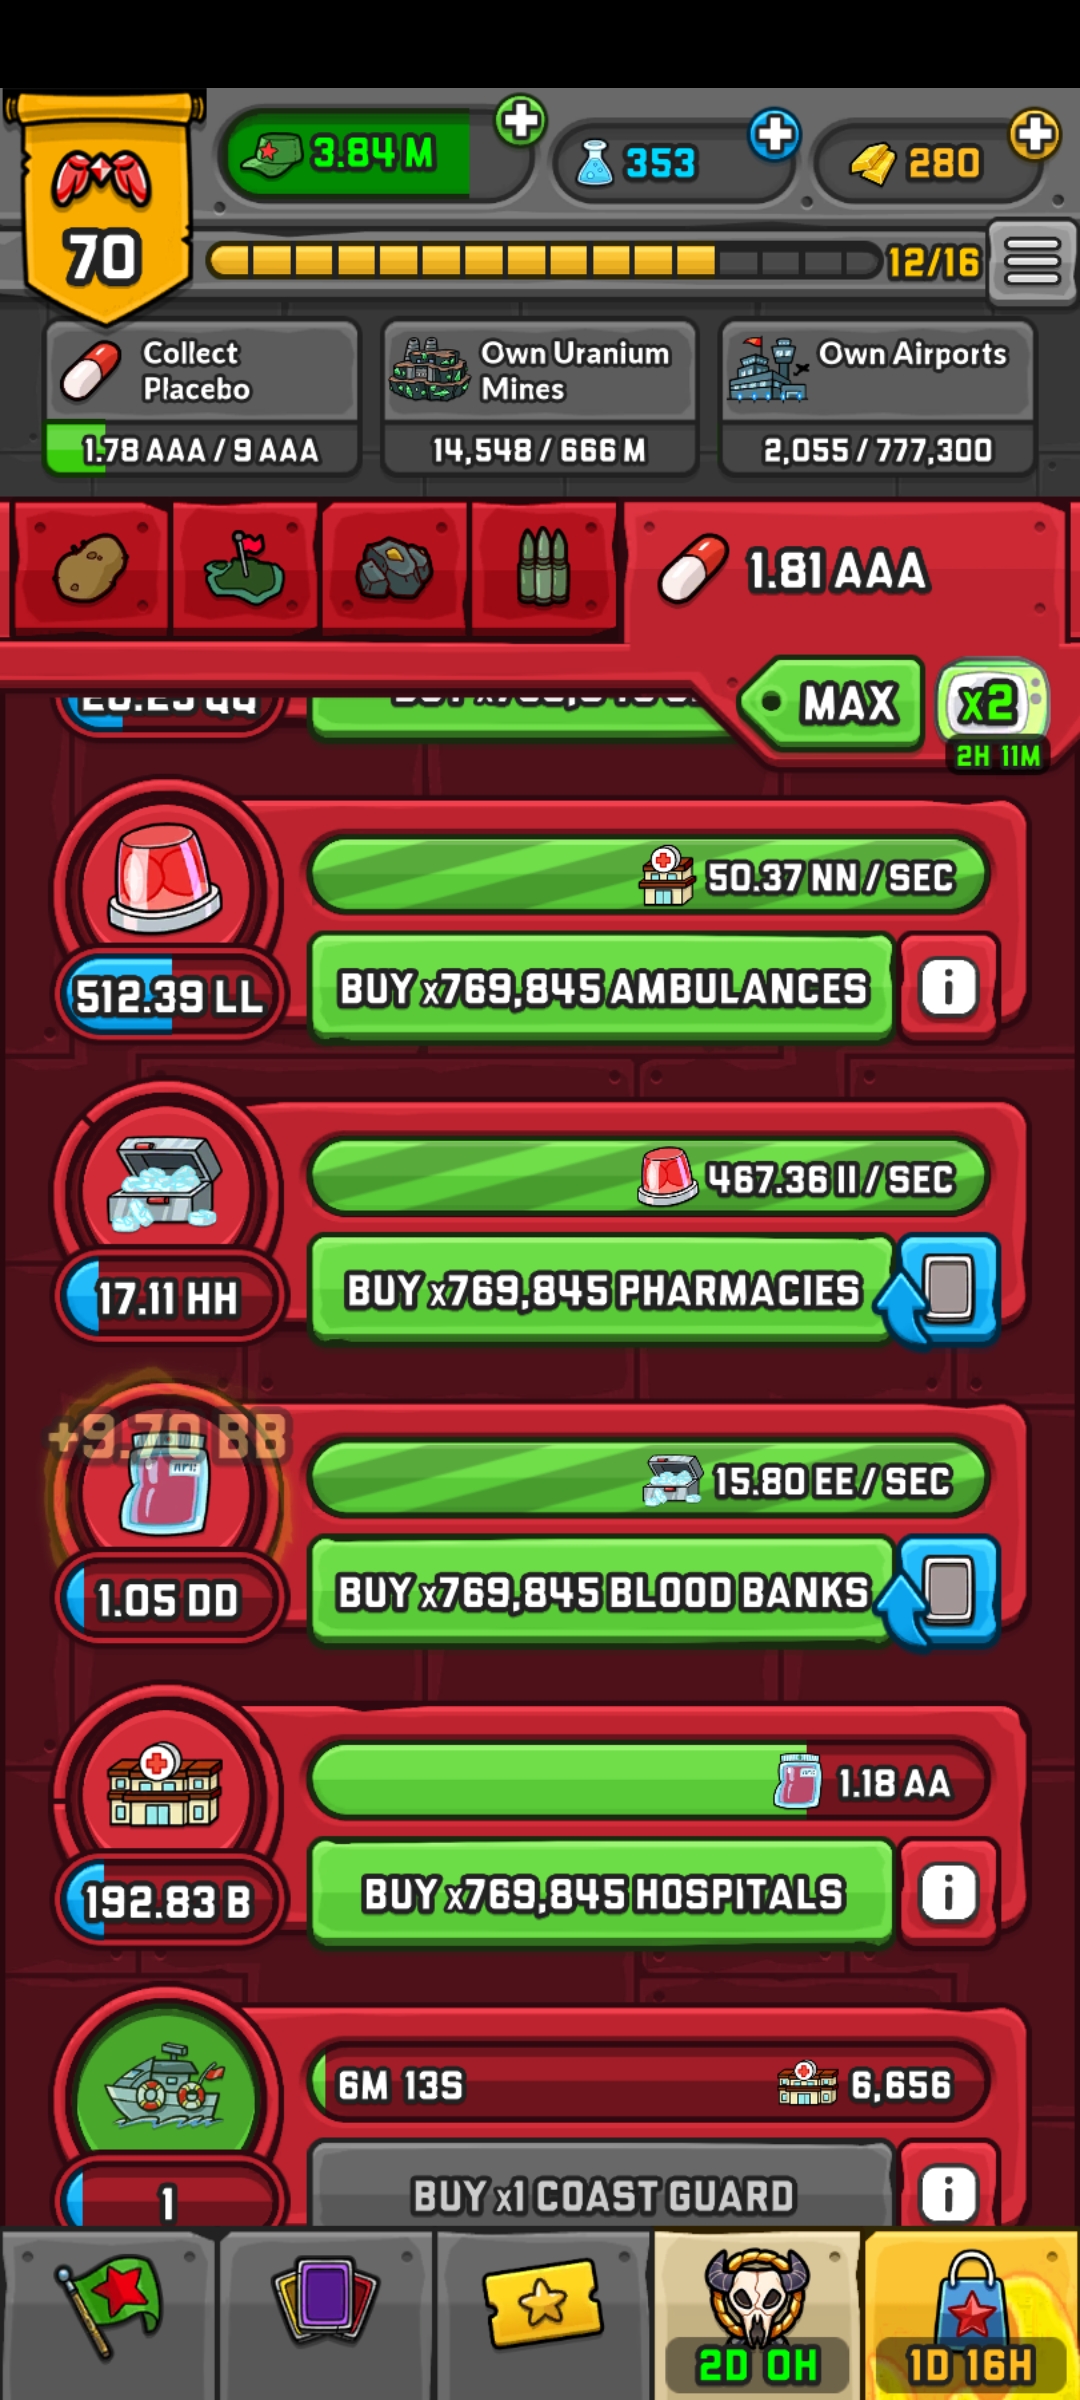 3.84 M
353
280
70
12/16
Collect
Placebo
1.78 AAA / 9 AAA
Own Uranium
Mines
14,548 / 666 M
Own Airports
2,055 / 777,300
1.81 AAA
MAX
x2
2H 11M
50.37 NN / SEC
512.39 LL
BUY x769,845 AMBULANCES
i
467.36 II / SEC
17.11 HH
BUY x769,845 PHARMACIES
+9.70 BB
15.80 EE / SEC
1.05 DD
BUY x769,845 BLOOD BANKS
1.18 AA
192.83 B
BUY x769,845 HOSPITALS
i
6M 13S
6,656
1
BUY x1 COAST GUARD
i
2D 0H
1D 16H